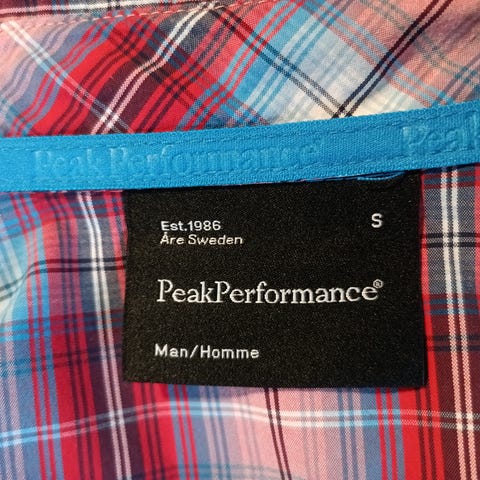 Peak Performance Peak
Est.1986 S
Åre Sweden
PeakPerformance®
Man/Homme